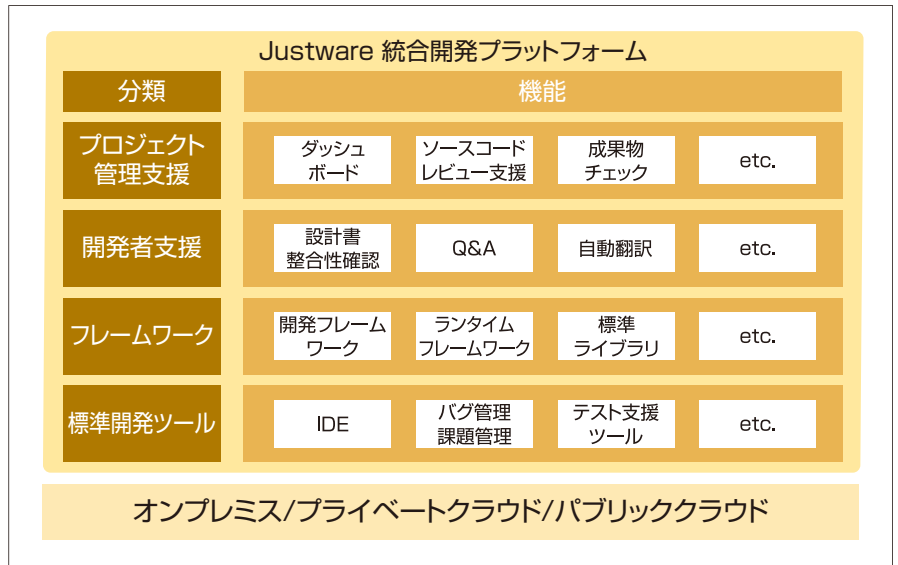 Justware 統合開発プラットフォーム
分類
機能
プロジェクト
管理支援
ダッシュ
ボード
ソースコード
レビュー支援
成果物
チェック
etc.
開発者支援
設計書
整合性確認
Q&A
自動翻訳
etc.
フレームワーク
開発フレーム
ワーク
ランタイム
フレームワーク
標準
ライブラリ
etc.
標準開発ツール
IDE
バグ管理
課題管理
テスト支援
ツール
etc.
オンプレミス/プライベートクラウド/パブリッククラウド